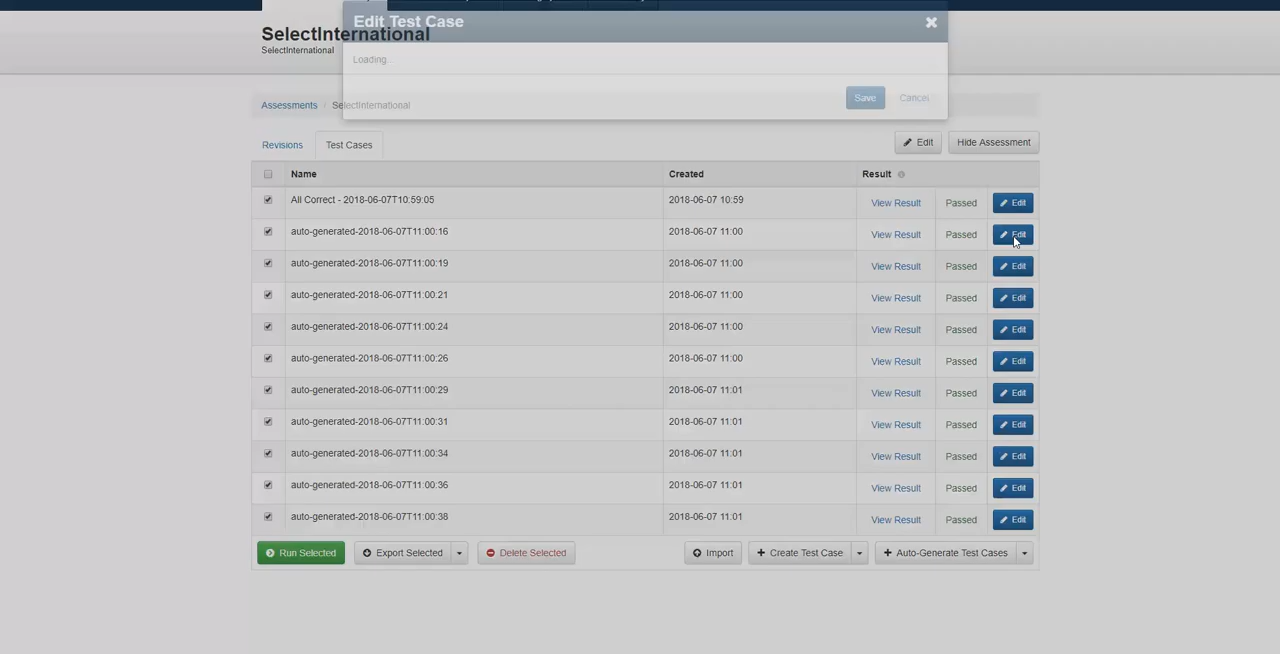 Edit Test Case
SelectInternational
SelectInternational
Loading...
Save
Cancel
Assessments / SelectInternational
Revisions
Test Cases
Edit
Hide Assessment
Name Created Result
All Correct - 2018-06-07T10:59:05 2018-06-07 10:59 View Result Passed Edit
auto-generated-2018-06-07T11:00:16 2018-06-07 11:00 View Result Passed Edit
auto-generated-2018-06-07T11:00:19 2018-06-07 11:00 View Result Passed Edit
auto-generated-2018-06-07T11:00:21 2018-06-07 11:00 View Result Passed Edit
auto-generated-2018-06-07T11:00:24 2018-06-07 11:00 View Result Passed Edit
auto-generated-2018-06-07T11:00:26 2018-06-07 11:00 View Result Passed Edit
auto-generated-2018-06-07T11:00:29 2018-06-07 11:01 View Result Passed Edit
auto-generated-2018-06-07T11:00:31 2018-06-07 11:01 View Result Passed Edit
auto-generated-2018-06-07T11:00:34 2018-06-07 11:01 View Result Passed Edit
auto-generated-2018-06-07T11:00:36 2018-06-07 11:01 View Result Passed Edit
auto-generated-2018-06-07T11:00:38 2018-06-07 11:01 View Result Passed Edit
Run Selected Export Selected Delete Selected Import Create Test Case Auto-Generate Test Cases